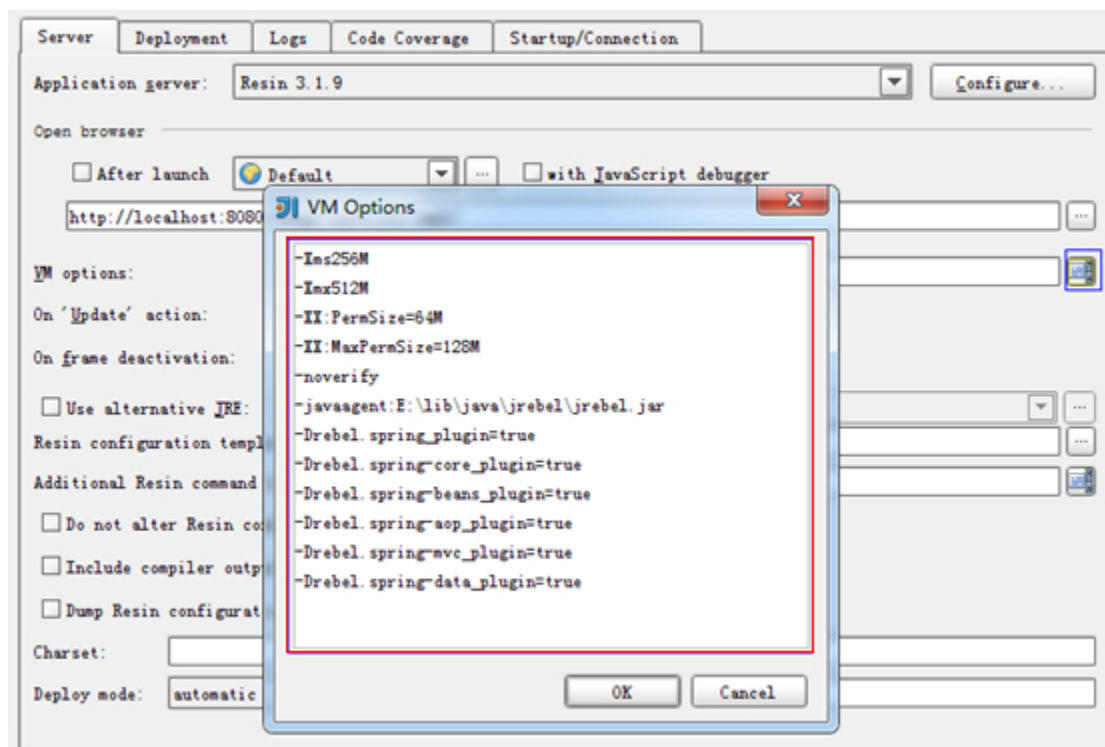 Server Deployment Logs Code Coverage Startup/Connection
Application server: Resin 3.1.9 Configure...
Open browser
After launch Default ... with JavaScript debugger
http://localhost:8080 ...
VM Options
VM options:
On 'Update' action:
On frame deactivation:
Use alternative JRE: ...
Resin configuration templ ...
Additional Resin command
Do not alter Resin co
Include compiler outp
Dump Resin configurat
Charset:
Deploy mode: automatic
-Xms256M
-Xmx512M
-XX:PermSize=64M
-XX:MaxPermSize=128M
-noverify
-javaagent:E:\lib\java\jrebel\jrebel.jar
-Drebel.spring_plugin=true
-Drebel.spring-core_plugin=true
-Drebel.spring-beans_plugin=true
-Drebel.spring-aop_plugin=true
-Drebel.spring-mvc_plugin=true
-Drebel.spring-data_plugin=true
OK Cancel